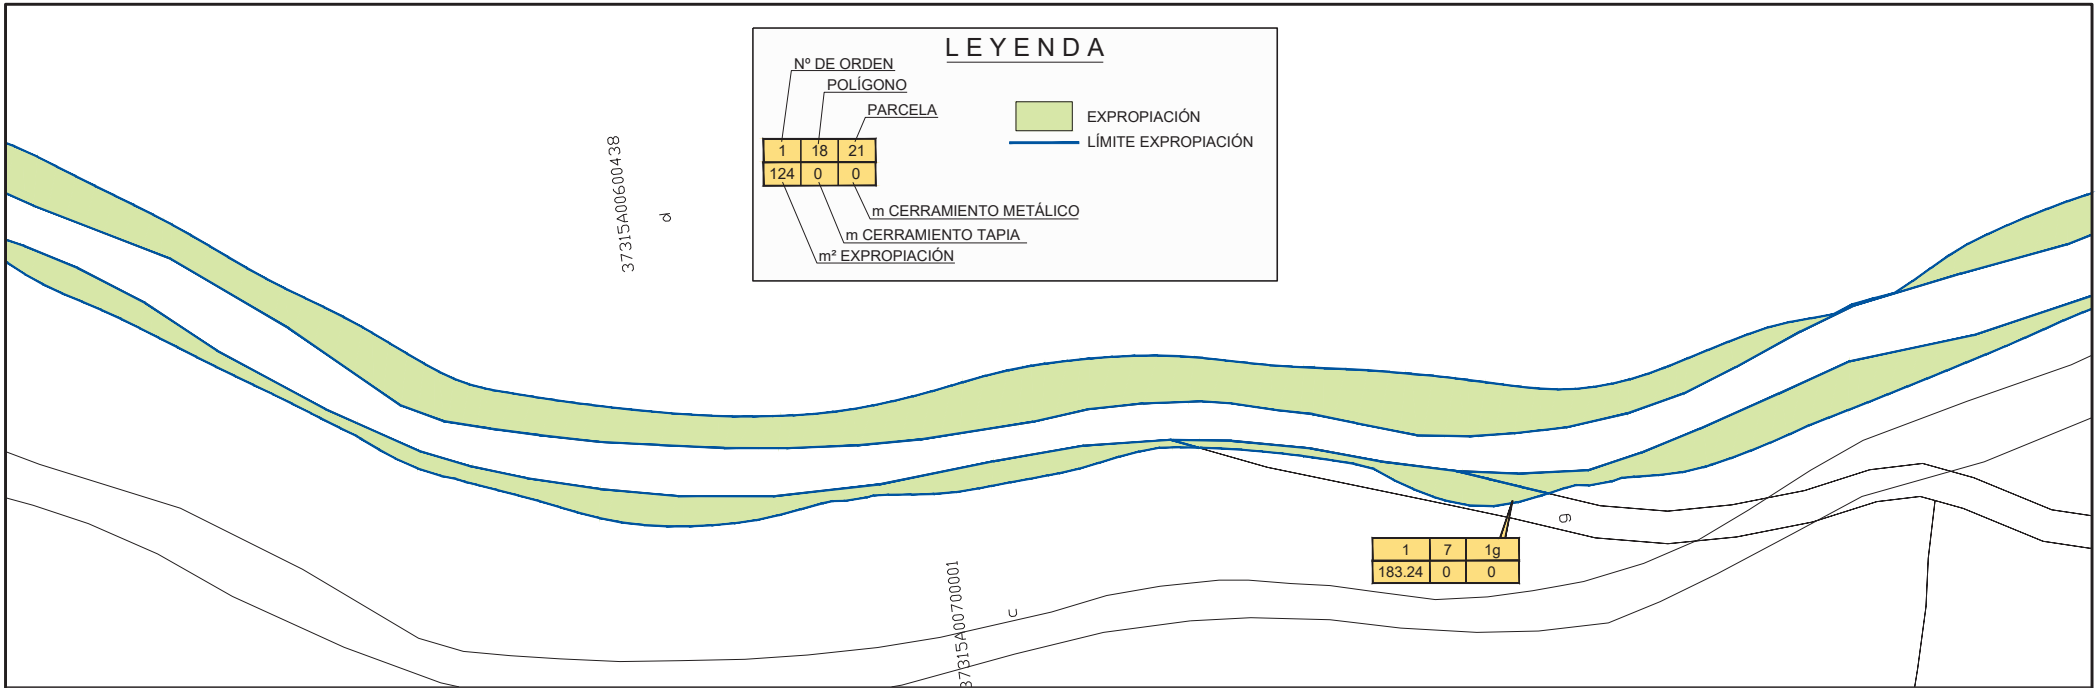 LEYENDA
Nº DE ORDEN
POLÍGONO
PARCELA
1 18 21
124 0 0
m CERRAMIENTO METÁLICO
m CERRAMIENTO TAPIA
m² EXPROPIACIÓN
EXPROPIACIÓN
LÍMITE EXPROPIACIÓN
37315A00600438
d
1 7 1g
183.24 0 0
g
37315A00700001
c